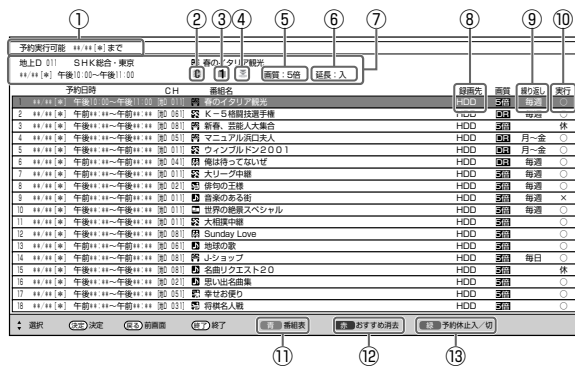 ① ② ③ ④ ⑤ ⑥ ⑦ ⑧ ⑨ ⑩
予約実行可能 **/**[*]まで
地上D 011 SHK総合・東京 春のイタリア観光
**/**[*] 午後10:00〜午後11:00 画質:5倍 延長:入
予約日時 CH 番組名 録画先 画質 繰り返し 実行
1 **/**[*] 午後10:00〜午後11:00 [地D 011] 春のイタリア観光 HDD 5倍 毎週 ○
2 **/**[*] 午後**:**〜午後**:** [地D 061] K－5格闘技選手権 HDD DR 毎週 ○
3 **/**[*] 午前**:**〜午前**:** [地D 081] 新春、芸能人大集合 HDD 5倍 休
4 **/**[*] 午後**:**〜午後**:** [地D 051] マニュアル浜口夫人 HDD DR 月〜金 ○
5 **/**[*] 午前**:**〜午後**:** [地D 011] ウィンブルドン2001 HDD DR 月〜金 ○
6 **/**[*] 午後**:**〜午前**:** [地D 041] 俺は待ってないぜ HDD DR 毎週 ○
7 **/**[*] 午前**:**〜午後**:** [地D 011] 大リーグ中継 HDD 5倍 毎週 ○
8 **/**[*] 午後**:**〜午後**:** [地D 021] 俳句の王様 HDD 5倍 毎週 ○
9 **/**[*] 午前**:**〜午前**:** [地D 011] 音楽のある街 HDD 5倍 毎週 ×
10 **/**[*] 午後**:**〜午後**:** [地D 011] 世界の絶景スペシャル HDD 5倍 毎週 ○
11 **/**[*] 午後**:**〜午後**:** [地D 011] 大相撲中継 HDD 5倍 ○
12 **/**[*] 午後**:**〜午後**:** [地D 081] Sunday Love HDD 5倍 ○
13 **/**[*] 午前**:**〜午前**:** [地D 061] 地球の歌 HDD 5倍 ○
14 **/**[*] 午後**:**〜午後**:** [地D 081] J-ショップ HDD 5倍 毎日 ○
15 **/**[*] 午後**:**〜午後**:** [地D 081] 名曲リクエスト20 HDD 5倍 休
16 **/**[*] 午前**:**〜午後**:** [地D 021] 思い出名曲集 HDD 5倍 ○
17 **/**[*] 午後**:**〜午後**:** [地D 051] 幸せお便り HDD 5倍 ○
18 **/**[*] 午後**:**〜午前**:** [地D 031] 将棋名人戦 HDD 5倍 ○
選択 決定 決定 戻る 前画面 終了 終了 青 番組表 赤 おすすめ消去 緑 予約休止入／切
⑪ ⑫ ⑬